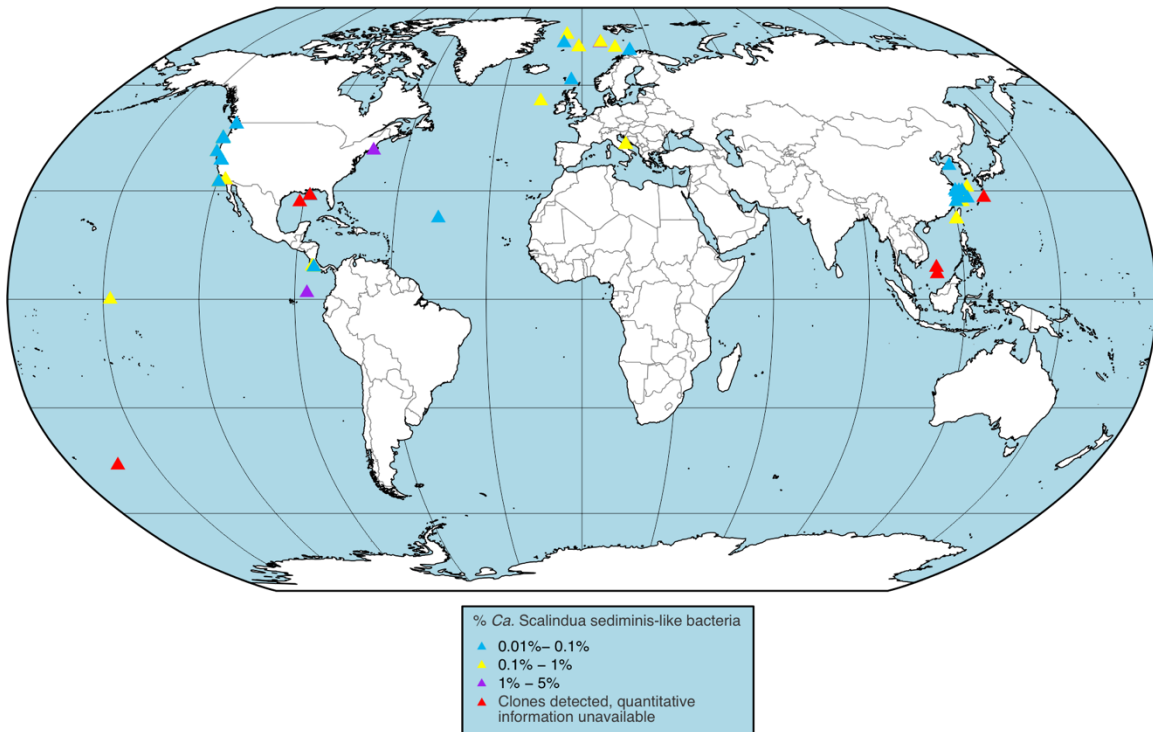 % Ca. Scalindua sediminis-like bacteria
0.01%– 0.1%
0.1% – 1%
1% – 5%
Clones detected, quantitative
information unavailable